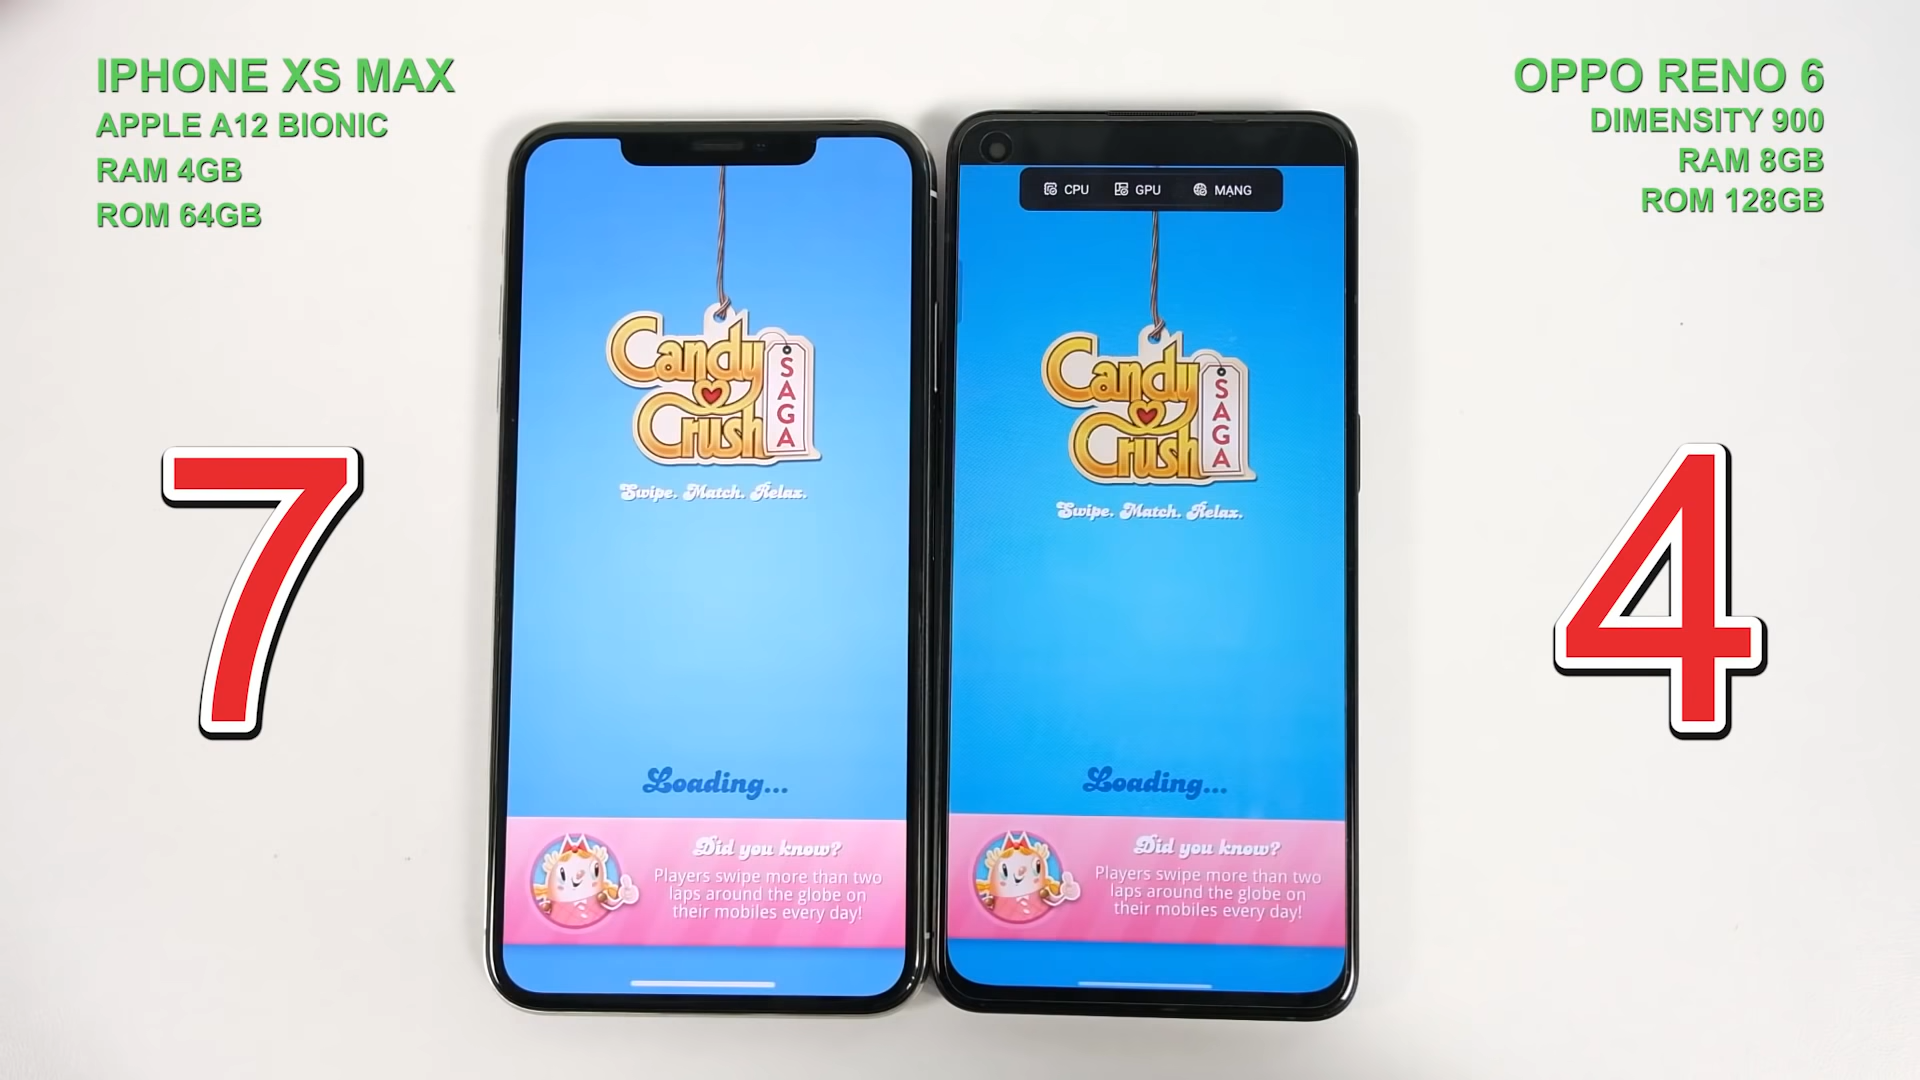 IPHONE XS MAX
APPLE A12 BIONIC
RAM 4GB
ROM 64GB
OPPO RENO 6
DIMENSITY 900
RAM 8GB
ROM 128GB
7
4
Candy
Crush
SAGA
Swipe. Match. Relax.
Loading...
Did you know?
Players swipe more than two
laps around the globe on
their mobiles every day!
CPU GPU MẠNG
Candy
Crush
SAGA
Swipe. Match. Relax.
Loading...
Did you know?
Players swipe more than two
laps around the globe on
their mobiles every day!